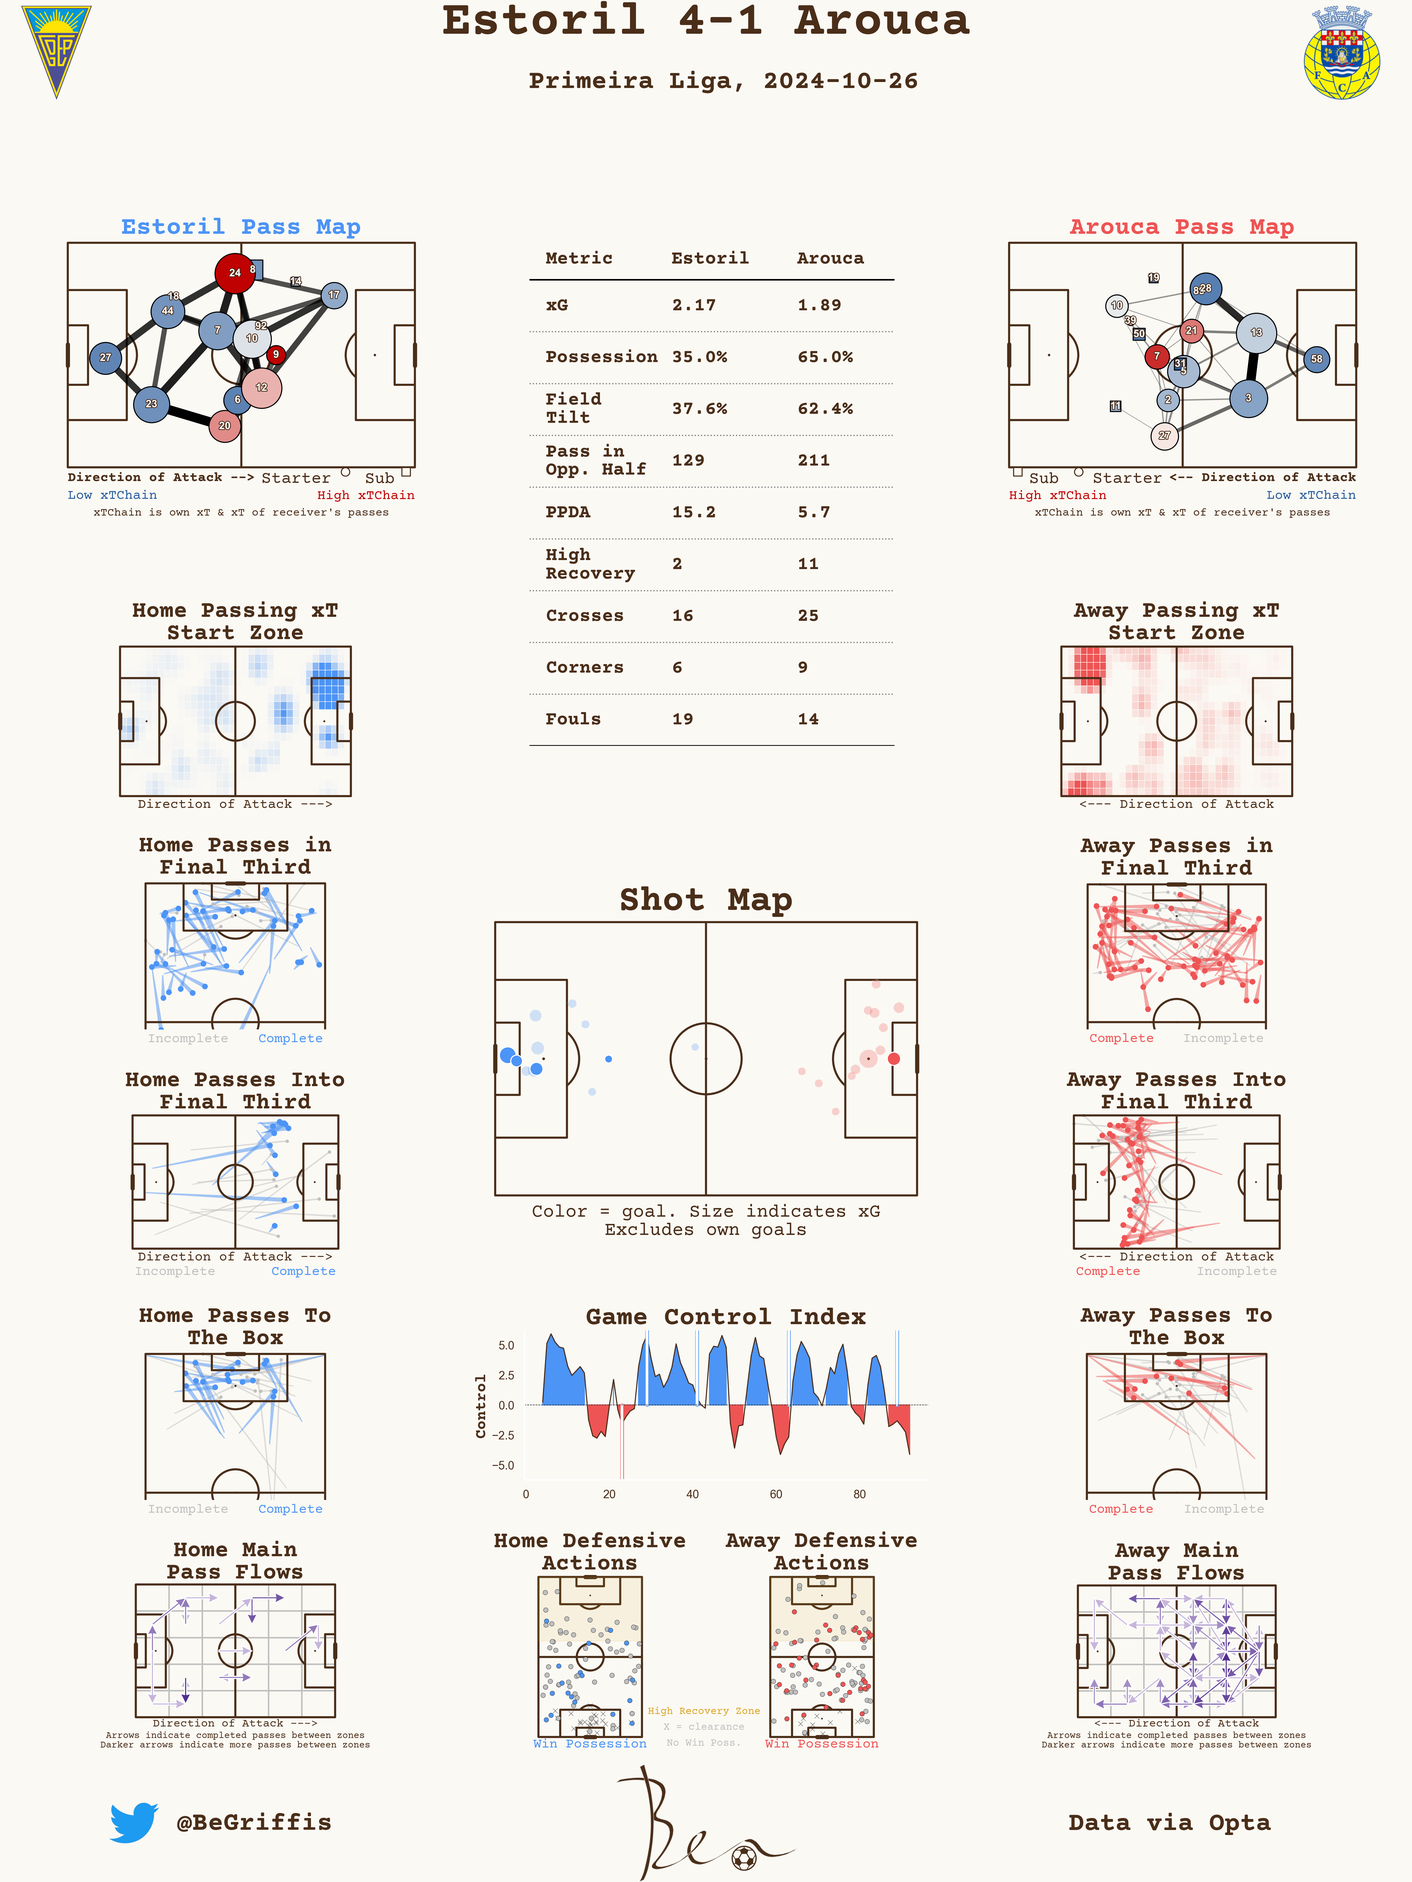 Estoril 4-1 Arouca
Primeira Liga, 2024-10-26
F A
C
Estoril Pass Map
24
8
14
17
18
44
7
92
10
9
27
12
6
23
20
Direction of Attack --> Starter Sub
Low xTChain High xTChain
xTChain is own xT & xT of receiver's passes
Metric Estoril Arouca
xG 2.17 1.89
Possession 35.0% 65.0%
Field
Tilt 37.6% 62.4%
Pass in
Opp. Half 129 211
PPDA 15.2 5.7
High
Recovery 2 11
Crosses 16 25
Corners 6 9
Fouls 19 14
Arouca Pass Map
19
28
10
39
50
21
13
7
31
5
58
11
2
3
27
Sub Starter <-- Direction of Attack
High xTChain Low xTChain
xTChain is own xT & xT of receiver's passes
Home Passing xT
Start Zone
Direction of Attack --->
Away Passing xT
Start Zone
<--- Direction of Attack
Home Passes in
Final Third
Incomplete Complete
Away Passes in
Final Third
Complete Incomplete
Shot Map
Color = goal. Size indicates xG
Excludes own goals
Home Passes Into
Final Third
Direction of Attack --->
Incomplete Complete
Away Passes Into
Final Third
<--- Direction of Attack
Complete Incomplete
Home Passes To
The Box
Incomplete Complete
Game Control Index
Control
5.0
2.5
0.0
−2.5
−5.0
0 20 40 60 80
Away Passes To
The Box
Complete Incomplete
Home Main
Pass Flows
Direction of Attack --->
Arrows indicate completed passes between zones
Darker arrows indicate more passes between zones
Home Defensive
Actions
Win Possession
Away Defensive
Actions
Win Possession
High Recovery Zone
X = clearance
No Win Poss.
Away Main
Pass Flows
<--- Direction of Attack
Arrows indicate completed passes between zones
Darker arrows indicate more passes between zones
@BeGriffis
Ben
Data via Opta